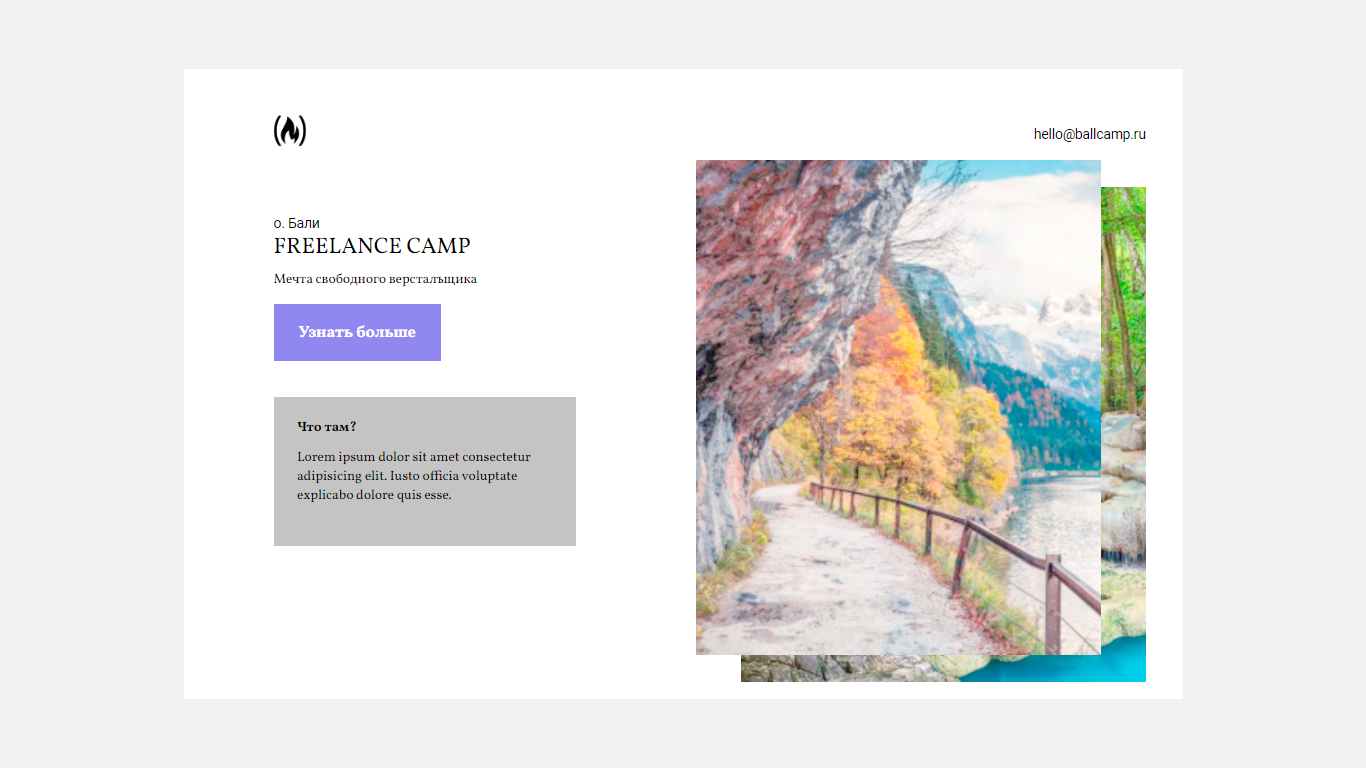 hello@ballcamp.ru
о. Бали
FREELANCE CAMP
Мечта свободного верстальщика
Узнать больше
Что там?
Lorem ipsum dolor sit amet consectetur
adipisicing elit. Iusto officia voluptate
explicabo dolore quis esse.